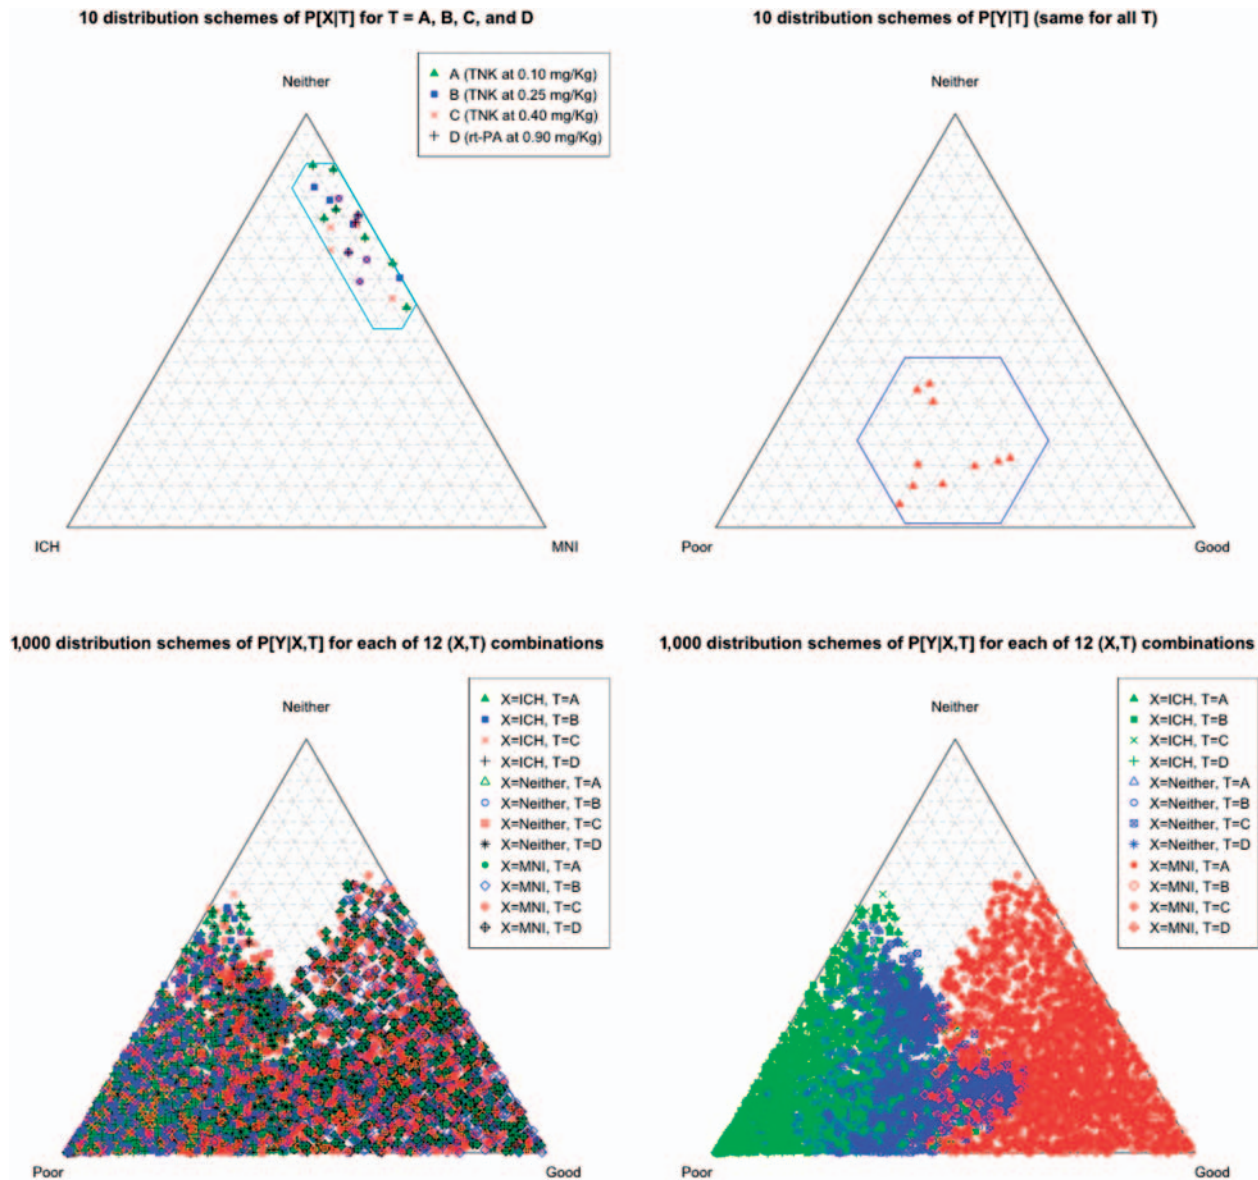 10 distribution schemes of P[X|T] for T = A, B, C, and D
Neither
A (TNK at 0.10 mg/Kg)
B (TNK at 0.25 mg/Kg)
C (TNK at 0.40 mg/Kg)
D (rt-PA at 0.90 mg/Kg)
ICH
MNI
10 distribution schemes of P[Y|T] (same for all T)
Neither
Poor
Good
1,000 distribution schemes of P[Y|X,T] for each of 12 (X,T) combinations
Neither
X=ICH, T=A
X=ICH, T=B
X=ICH, T=C
X=ICH, T=D
X=Neither, T=A
X=Neither, T=B
X=Neither, T=C
X=Neither, T=D
X=MNI, T=A
X=MNI, T=B
X=MNI, T=C
X=MNI, T=D
Poor
Good
1,000 distribution schemes of P[Y|X,T] for each of 12 (X,T) combinations
Neither
X=ICH, T=A
X=ICH, T=B
X=ICH, T=C
X=ICH, T=D
X=Neither, T=A
X=Neither, T=B
X=Neither, T=C
X=Neither, T=D
X=MNI, T=A
X=MNI, T=B
X=MNI, T=C
X=MNI, T=D
Poor
Good